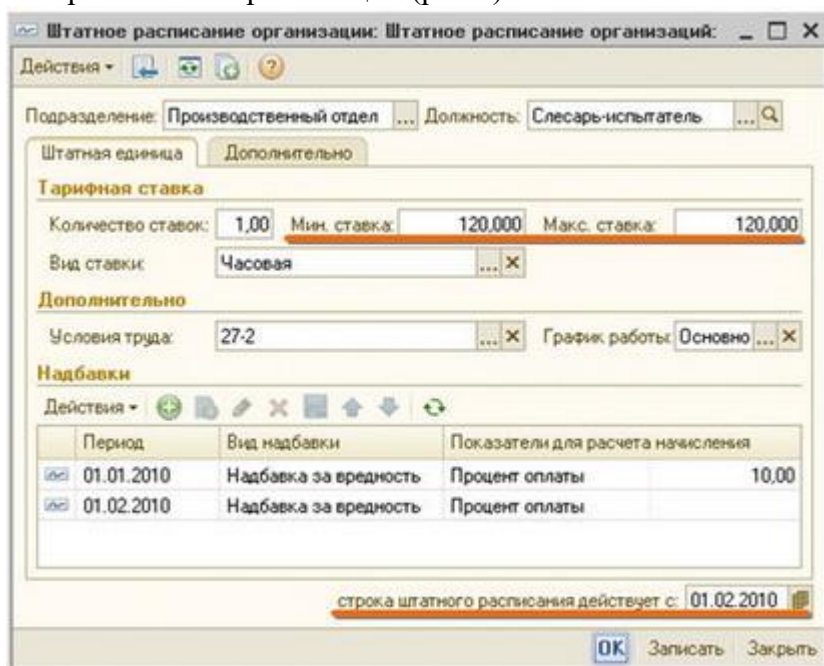 Штатное расписание организации: Штатное расписание организаций:
Действия
Подразделение: Производственный отдел ... Должность: Слесарь-испытатель ...
Штатная единица Дополнительно
Тарифная ставка
Количество ставок: 1,00 Мин. ставка: 120,000 Макс. ставка: 120,000
Вид ставки: Часовая ...
Дополнительно
Условия труда: 27-2 ... График работы: Основно ...
Надбавки
Действия
Период Вид надбавки Показатели для расчета начисления
01.01.2010 Надбавка за вредность Процент оплаты 10,00
01.02.2010 Надбавка за вредность Процент оплаты
строка штатного расписания действует с: 01.02.2010
OK Записать Закрыть